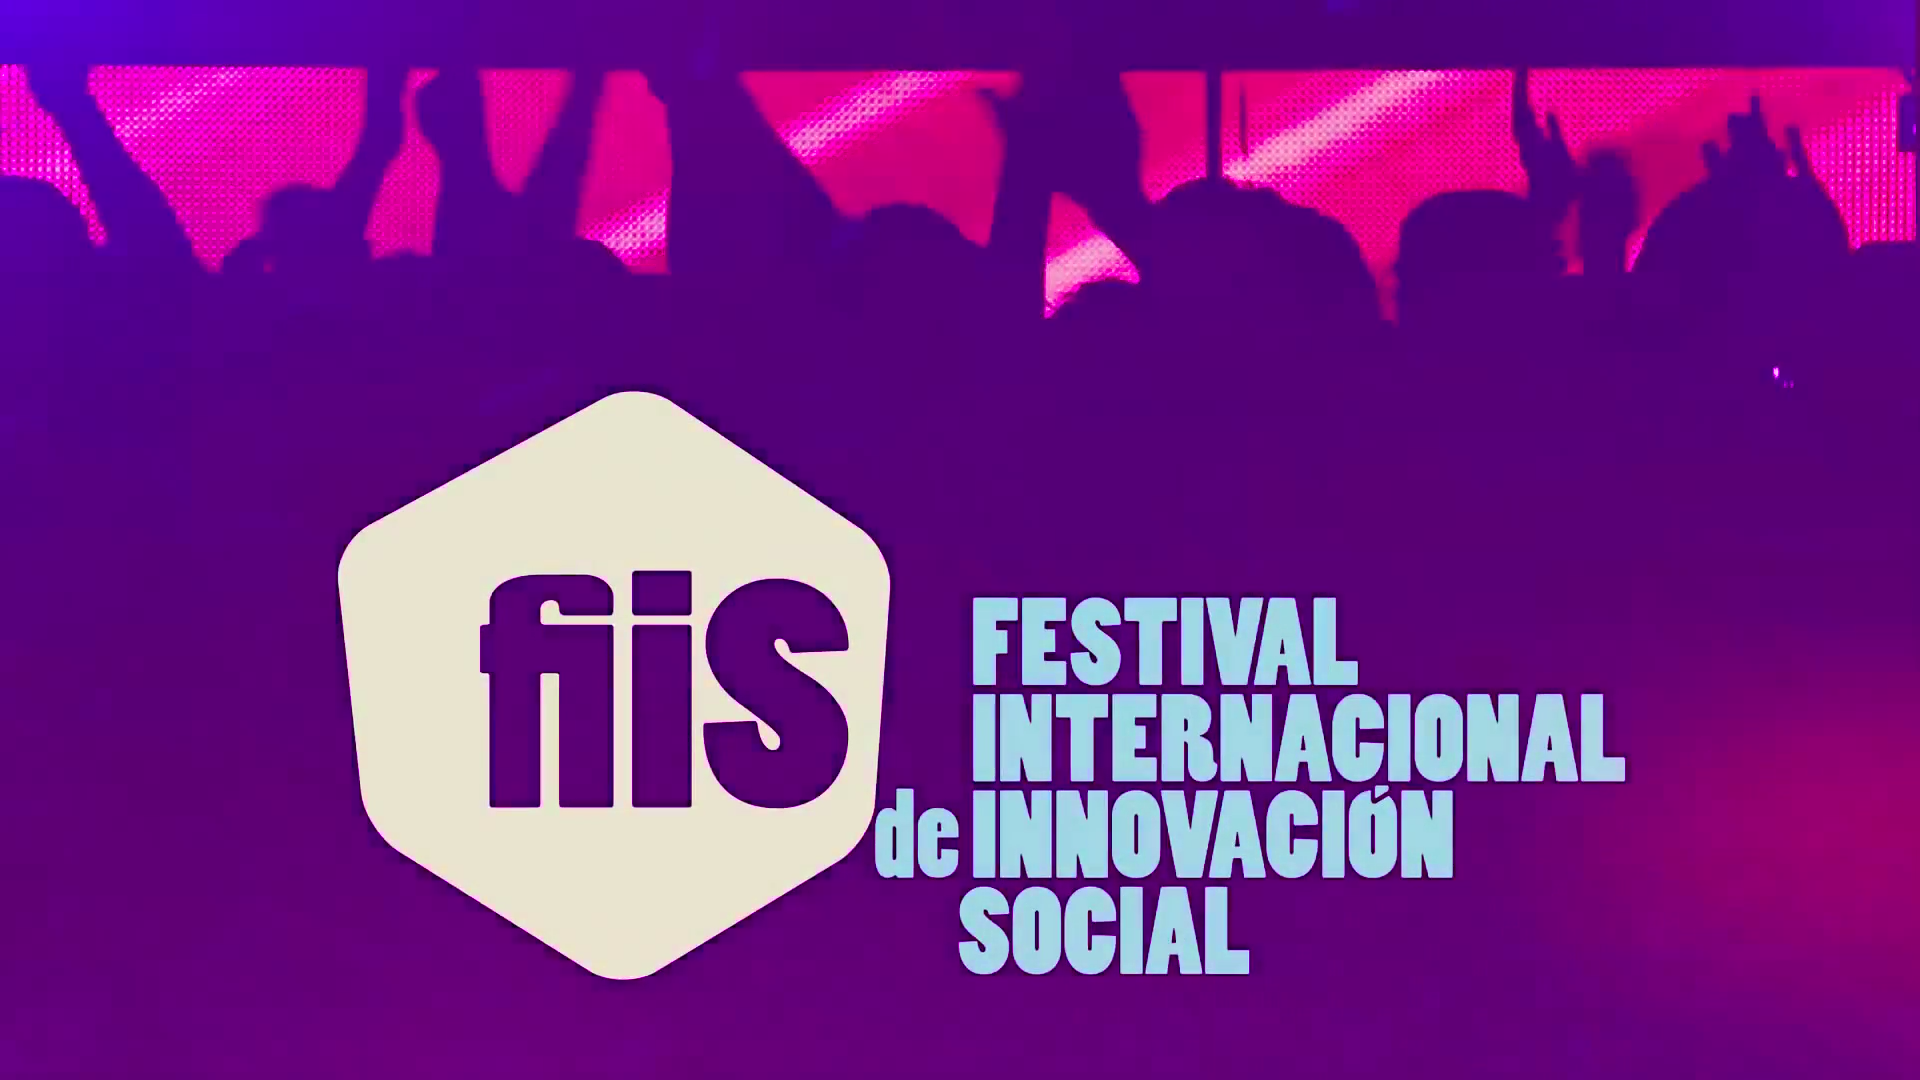 fiis
FESTIVAL
INTERNACIONAL
de INNOVACIÓN
SOCIAL